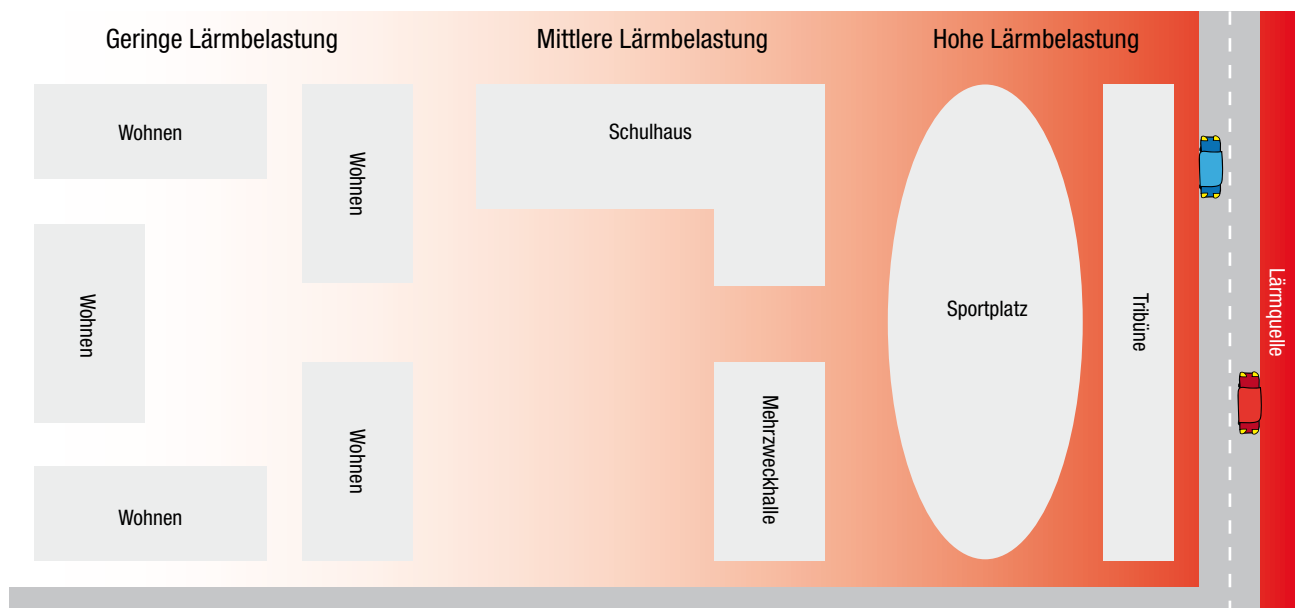 Geringe Lärmbelastung
Mittlere Lärmbelastung
Hohe Lärmbelastung
Wohnen
Wohnen
Schulhaus
Wohnen
Sportplatz
Tribüne
Lärmquelle
Wohnen
Wohnen
Mehrzweckhalle